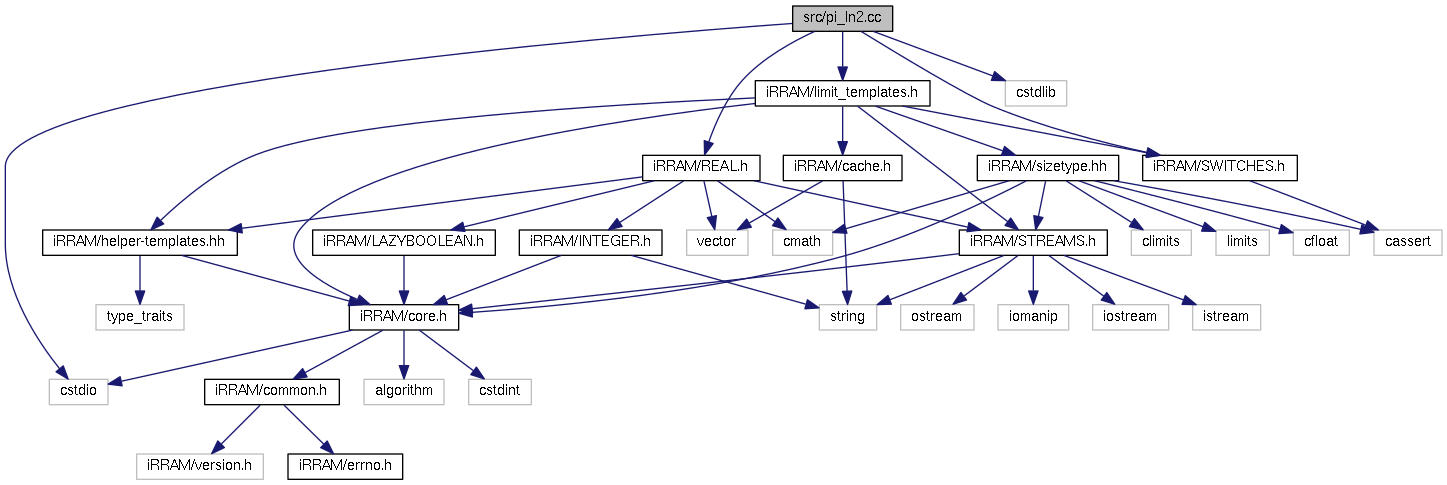 src/pi_ln2.cc
iRRAM/limit_templates.h
cstdlib
iRRAM/REAL.h
iRRAM/cache.h
iRRAM/sizetype.hh
iRRAM/SWITCHES.h
iRRAM/helper-templates.hh
iRRAM/LAZYBOOLEAN.h
iRRAM/INTEGER.h
vector
cmath
iRRAM/STREAMS.h
climits
limits
cfloat
cassert
type_traits
iRRAM/core.h
string
ostream
iomanip
iostream
istream
cstdio
iRRAM/common.h
algorithm
cstdint
iRRAM/version.h
iRRAM/errno.h